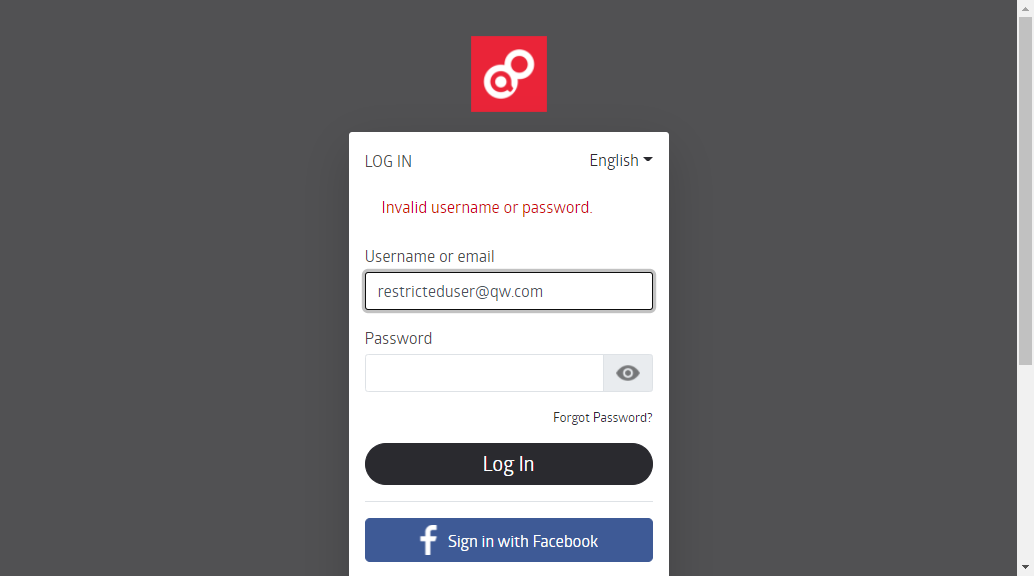 LOG IN
English
Invalid username or password.
Username or email
restricteduser@qw.com
Password
Forgot Password?
Log In
Sign in with Facebook